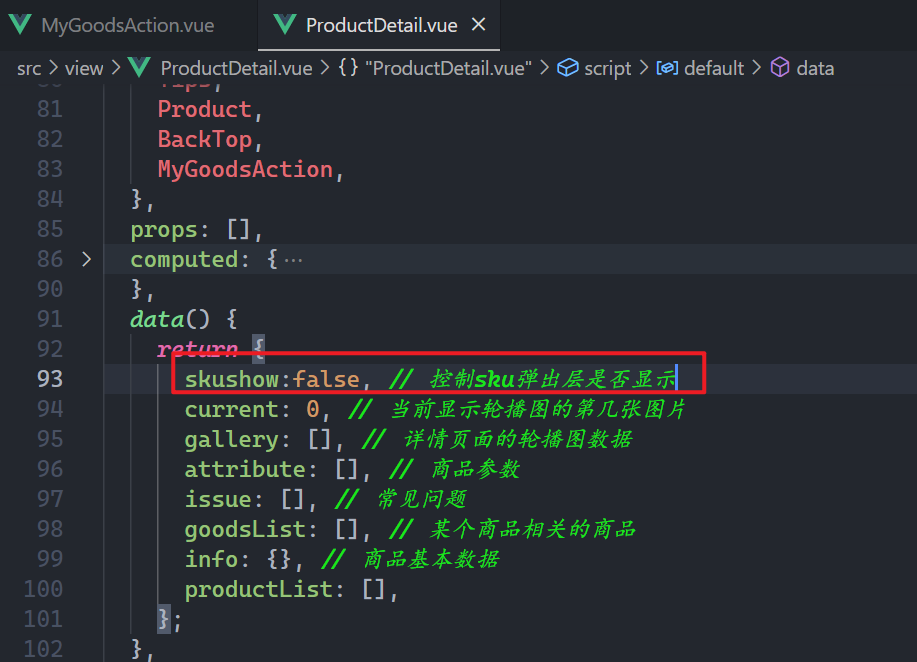 MyGoodsAction.vue
ProductDetail.vue
src > view > ProductDetail.vue > {} "ProductDetail.vue" > script > default > data
80 Tips,
81 Product,
82 BackTop,
83 MyGoodsAction,
84 },
85 props: [],
86 computed: { ···
90 },
91 data() {
92 return {
93 skushow:false, // 控制sku弹出层是否显示
94 current: 0, // 当前显示轮播图的第几张图片
95 gallery: [], // 详情页面的轮播图数据
96 attribute: [], // 商品参数
97 issue: [], // 常见问题
98 goodsList: [], // 某个商品相关的商品
99 info: {}, // 商品基本数据
100 productList: [],
101 };
102 },